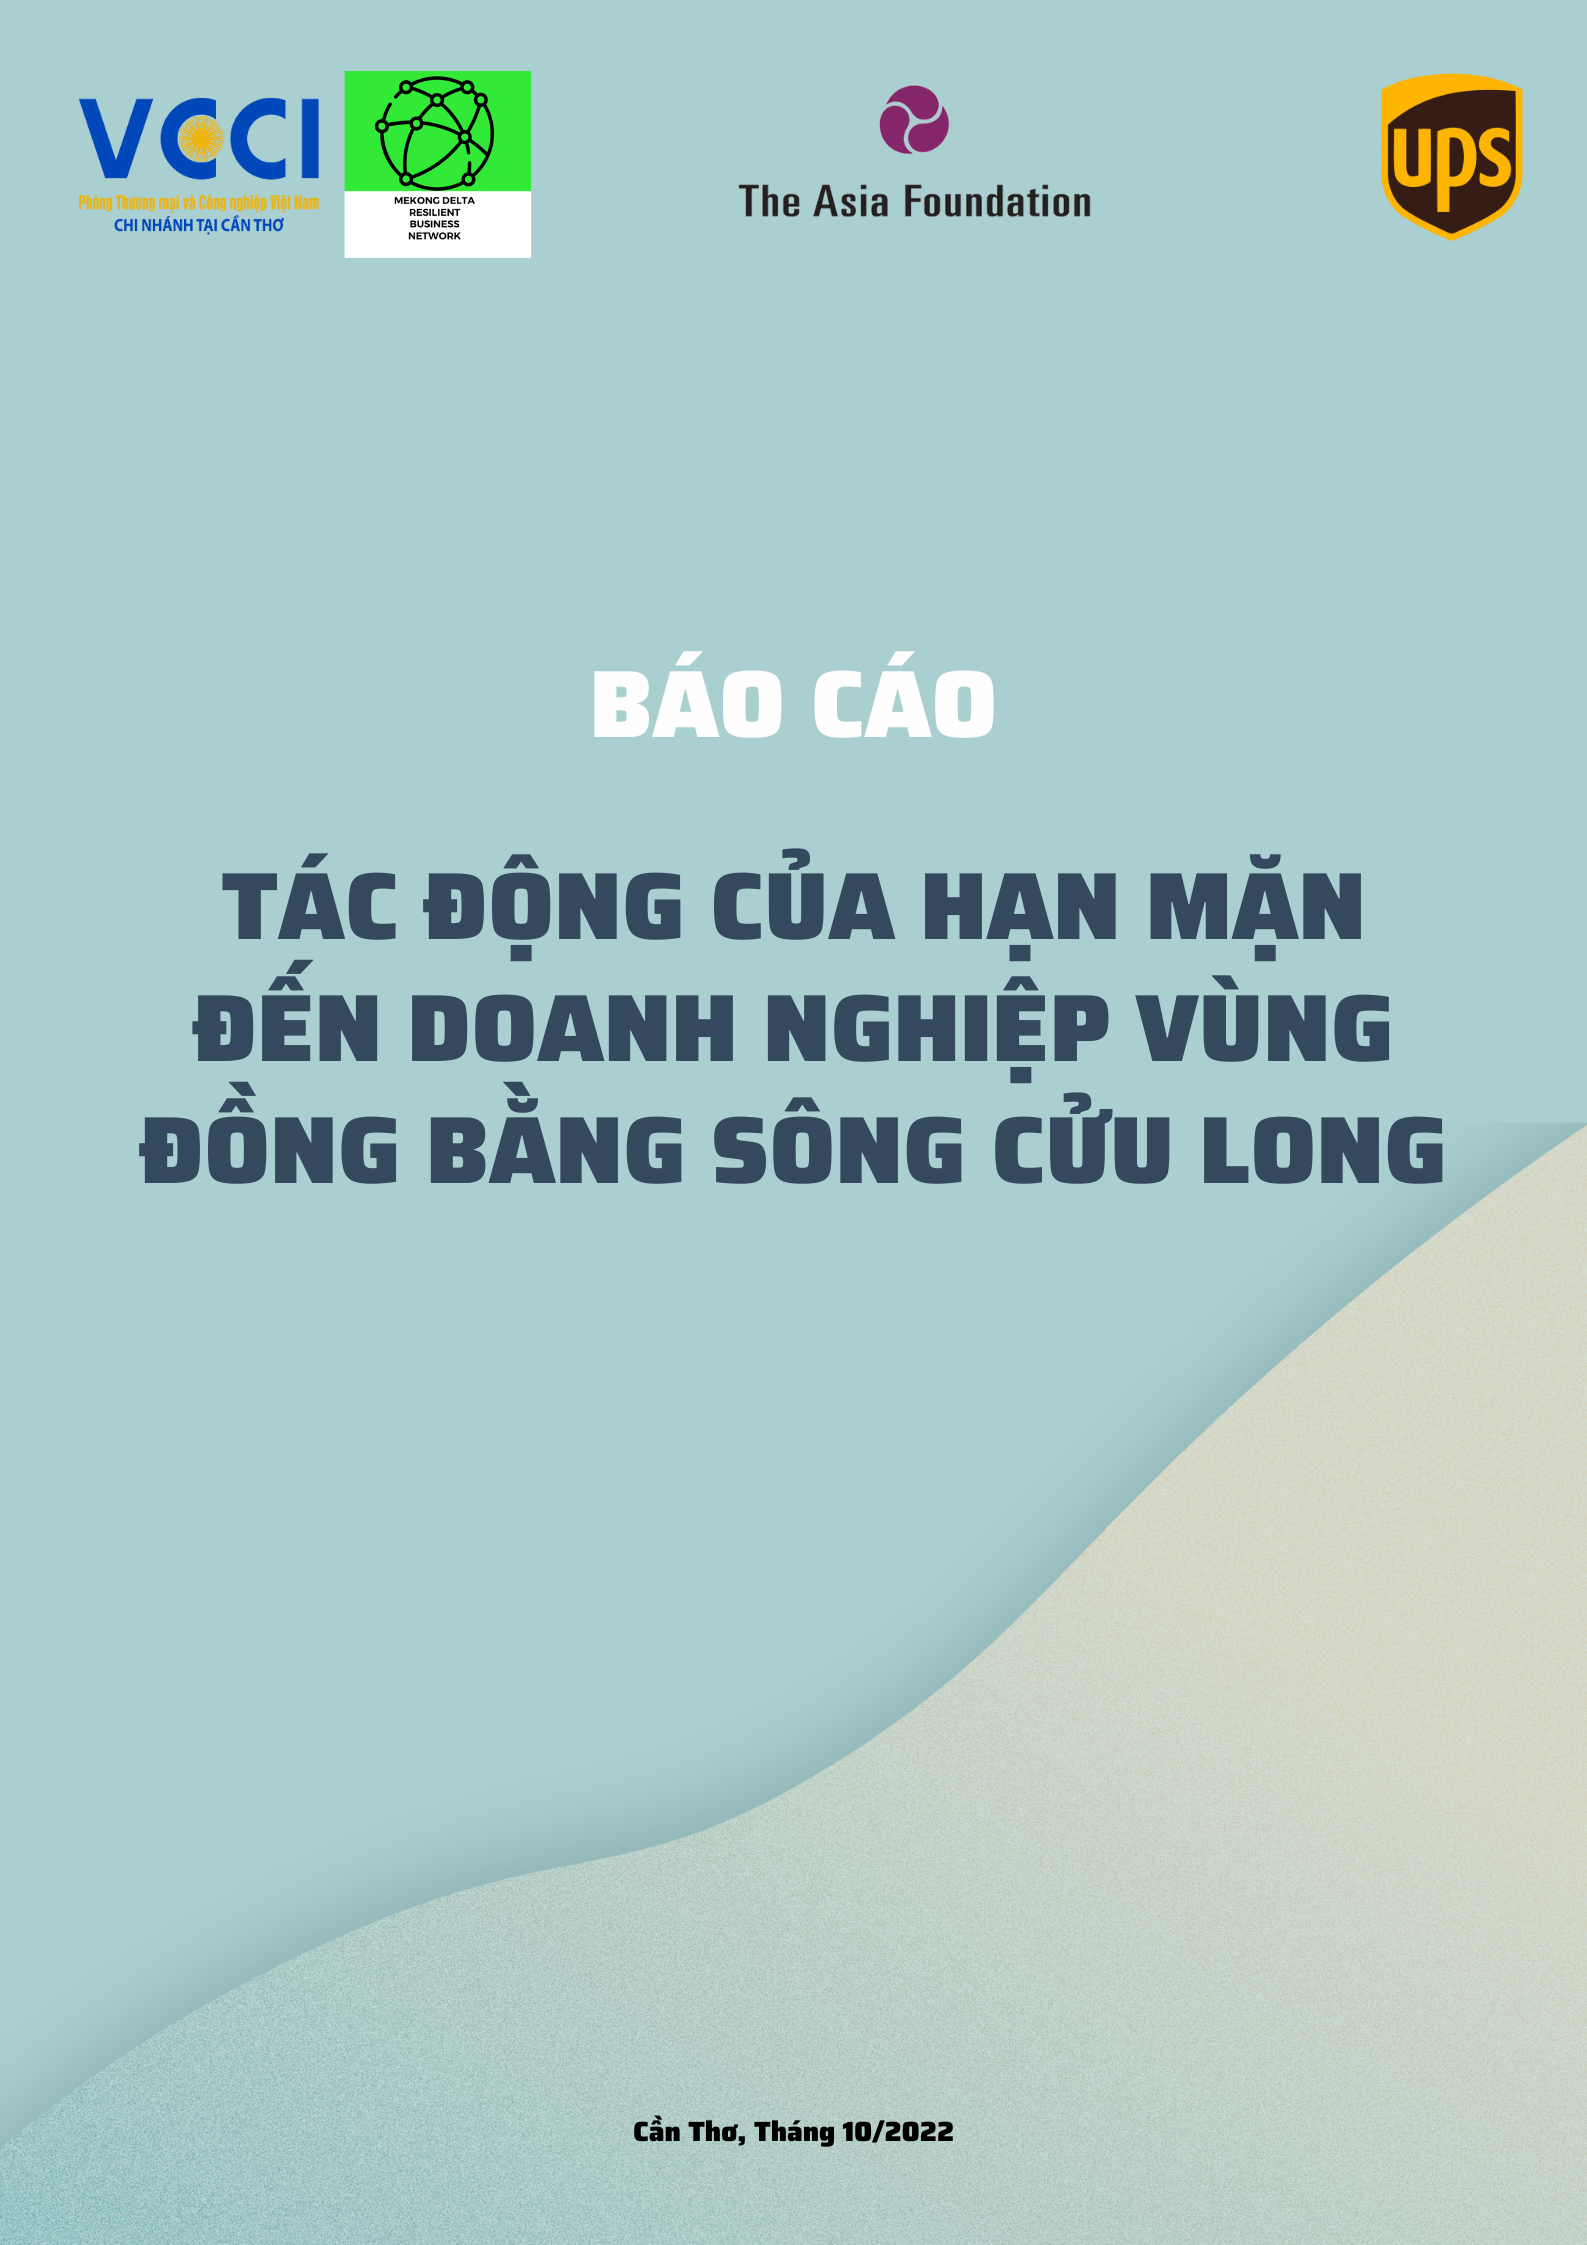 VCCI
Phòng Thương mại và Công nghiệp Việt Nam
CHI NHÁNH TẠI CẦN THƠ
MEKONG DELTA
RESILIENT
BUSINESS
NETWORK
The Asia Foundation
ups
BÁO CÁO
TÁC ĐỘNG CỦA HẠN MẶN
ĐẾN DOANH NGHIỆP VÙNG
ĐỒNG BẰNG SÔNG CỬU LONG
Cần Thơ, Tháng 10/2022